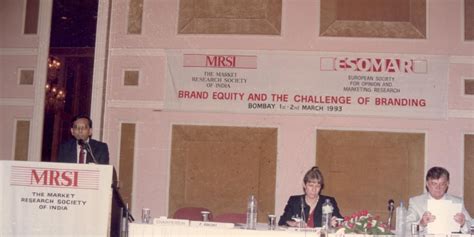 MRSI
THE MARKET
RESEARCH SOCIETY
OF INDIA
ESOMAR
EUROPEAN SOCIETY
FOR OPINION AND
MARKETING RESEARCH
BRAND EQUITY AND THE CHALLENGE OF BRANDING
BOMBAY 1st-2nd MARCH 1993
MRSI
THE MARKET
RESEARCH SOCIETY
OF INDIA